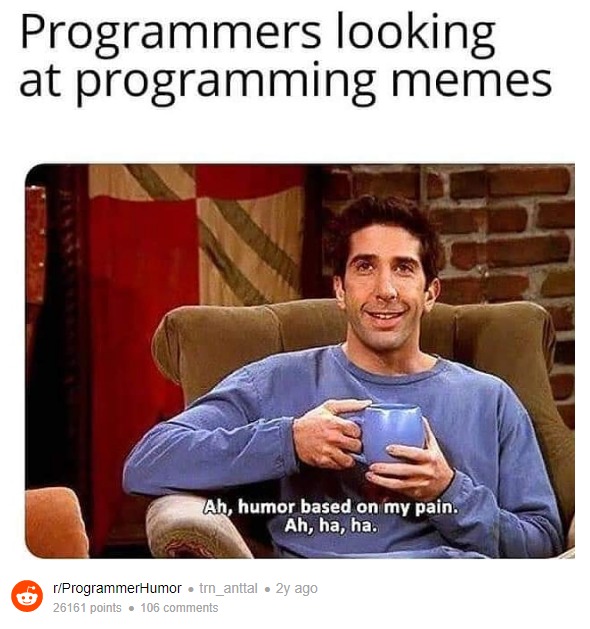 Programmers looking
at programming memes
Ah, humor based on my pain.
Ah, ha, ha.
r/ProgrammerHumor • trn_anttal • 2y ago
26161 points • 106 comments